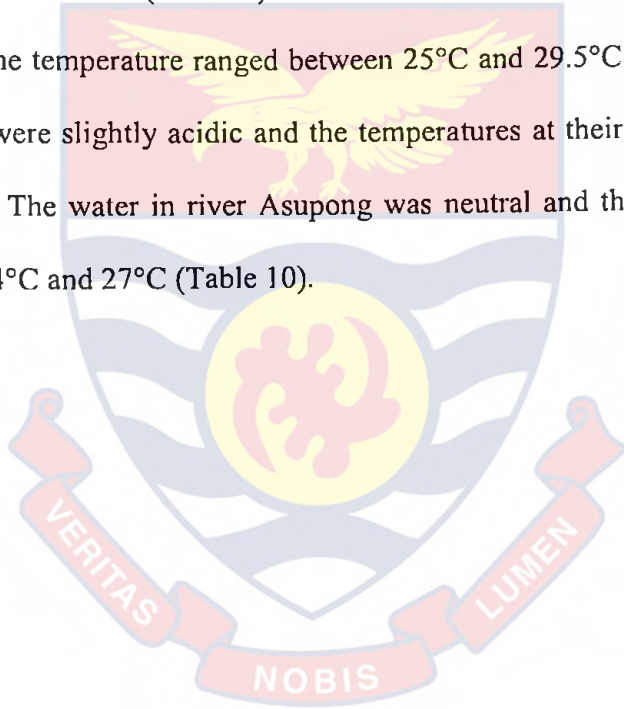 he temperature ranged between 25°C and 29.5°C
were slightly acidic and the temperatures at their
The water in river Asupong was neutral and th
4°C and 27°C (Table 10).
VERITAS
NOBIS
LUMEN